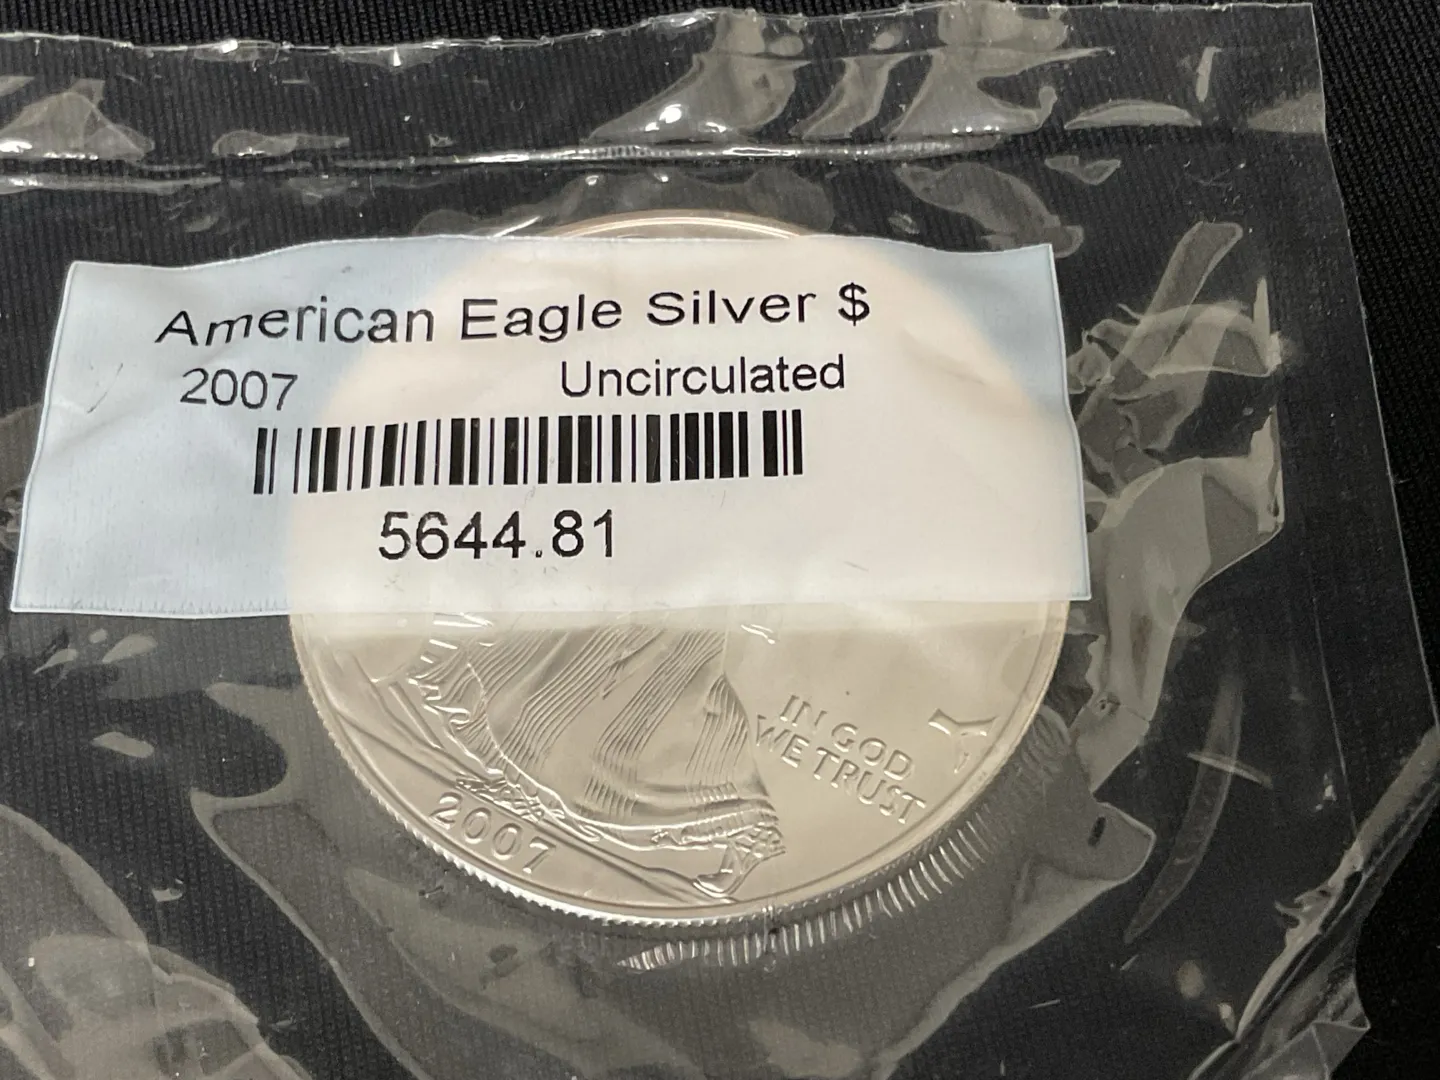 American Eagle Silver $
2007 Uncirculated
5644.81
IN GOD
WE TRUST
2007